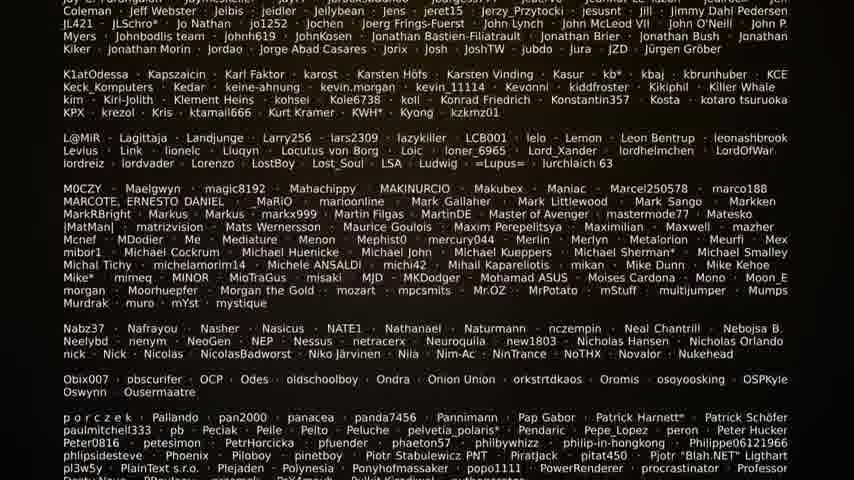 Coleman · Jeff Webster · Jeibis · jeidler · Jellybean · Jens · jeret15 · Jerzy_Przytocki · jesusnt · Jill · Jimmy Dahl Pedersen
JL421 · JLSchro* · Jo Nathan · jo1252 · Jochen · Joerg Frings-Fuerst · John Lynch · John McLeod VII · John O'Neill · John P.
Myers · Johnbodlis team · Johnh619 · JohnKosen · Jonathan Bastien-Filiatrault · Jonathan Brier · Jonathan Bush · Jonathan
Kiker · jonathan Morin · Jordao · Jorge Abad Casares · Jorix · Josh · JoshTW · jubdo · Jura · JZD · Jürgen Gröber
K1atOdessa · Kapszaicin · Karl Faktor · karost · Karsten Höfs · Karsten Vinding · Kasur · kb* · kbaj · kbrunhuber · KCE
Keck_Komputers · Kedar · keine-ahnung · kevin.morgan · kevin_11114 · Kevonni · kiddfroster · Kikiphil · Killer Whale
kim · Kiri-Jolith · Klement Heins · kohsei · Kole6738 · koli · Konrad Friedrich · Konstantin357 · Kosta · kotaro tsuruoka
KPX · krezol · Kris · ktamail666 · Kurt Kramer · KWH* · Kyong · kzkmz01
L@MiR · Lagittaja · Landjunge · Larry256 · lars2309 · lazykiller · LCB001 · lelo · Lemon · Leon Bentrup · leonashbrook
Levius · Link · lionelc · Liuqyn · Locutus von Borg · Loic · loner_6965 · Lord_Xander · lordhelmchen · LordOfWar
lordreiz · lordvader · Lorenzo · LostBoy · Lost_Soul · LSA · Ludwig · =Lupus= · lurchlaich 63
M0CZY · Maelgwyn · magic8192 · Mahachippy · MAKINURCIO · Makubex · Maniac · Marcel250578 · marco188
MARCOTE, ERNESTO DANIEL · _MaRiO · marioonline · Mark Gallaher · Mark Littlewood · Mark Sango · Markken
MarkRBright · Markus · Markus · markx999 · Martin Filgas · MartinDE · Master of Avenger · mastermode77 · Matesko
|MatMan| · matrizvision · Mats Wernersson · Maurice Goulois · Maxim Perepelitsya · Maximilian · Maxwell · mazher
Mcnef · MDodier · Me · Mediature · Menon · Mephist0 · mercury044 · Merlin · Merlyn · Metalorion · Meurfi · Mex
mibor1 · Michael Cockrum · Michael Huenicke · Michael John · Michael Kueppers · Michael Sherman* · Michael Smalley
Michal Tichy · michelamorim14 · Michele ANSALDI · michi42 · Mihail Kapareliotis · mikan · Mike Dunn · Mike Kehoe
Mike* · mirneq · MINOR · MioTraGus · misaki · MJD · MKDodger · Mohamad ASUS · Moises Cardona · Mono · Moon_E
morgan · Moorhuepfer · Morgan the Gold · mozart · mpcsmits · Mr.OZ · MrPotato · mStuff · multijumper · Mumps
Murdrak · muro · mYst · mystique
Nabz37 · Nafrayou · Nasher · Nasicus · NATE1 · Nathanael · Naturmann · nczempin · Neal Chantrill · Nebojsa B.
Neelybd · nenym · NeoGen · NEP · Nessus · netracerx · Neuroquila · new1803 · Nicholas Hansen · Nicholas Orlando
nick · Nick · Nicolas · NicolasBadworst · Niko Järvinen · Nila · Nim-Ac · NinTrance · NoTHX · Novalor · Nukehead
Obix007 · obscurifer · OCP · Odes · oldschoolboy · Ondra · Onion Union · orkstrtdkaos · Oromis · osoyoosking · OSPKyle
Oswynn · Ousermaatre
p o r c z e k · Pallando · pan2000 · panacea · panda7456 · Pannimann · Pap Gabor · Patrick Harnett* · Patrick Schöfer
paulmitchell333 · pb · Peciak · Peile · Pelto · Peluche · pelvetia_polaris* · Pendaric · Pepe_Lopez · peron · Peter Hucker
Peter0816 · petesimon · PetrHorcicka · pfuender · phaeton57 · philbywhizz · philip-in-hongkong · Philippe06121966
phlipsidesteve · Phoenix · Piloboy · pinetboy · Piotr Stabulewicz PNT · PiratJack · pitat450 · Pjotr "Blah.NET" Ligthart
pl3w5y · PlainText s.r.o. · Plejaden · Polynesia · Ponyhofmassaker · popo1111 · PowerRenderer · procrastinator · Professor